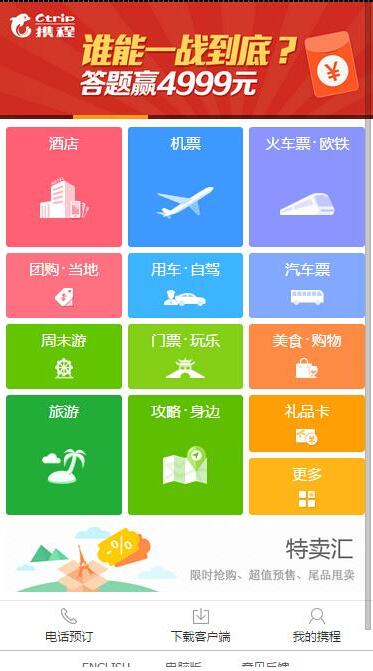 Ctrip
携程
谁能一战到底？
答题赢4999元
¥
酒店
机票
火车票·欧铁
团购·当地
用车·自驾
汽车票
周末游
门票·玩乐
美食·购物
旅游
攻略·身边
礼品卡
更多
特卖汇
限时抢购、超值预售、尾品甩卖
电话预订
下载客户端
我的携程
ENGLISH
电脑版
意见反馈